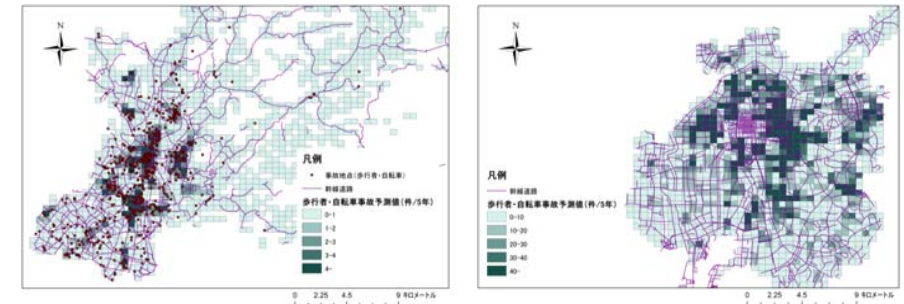 N
凡例
事故地点(歩行者・自転車)
幹線道路
歩行者・自転車事故予測値(件/5年)
0-1
1-2
2-3
3-4
4-
0 2.25 4.5 9 キロメートル
N
凡例
幹線道路
歩行者・自転車事故予測値(件/5年)
0-10
10-20
20-30
30-40
40-
0 2.25 4.5 9 キロメートル